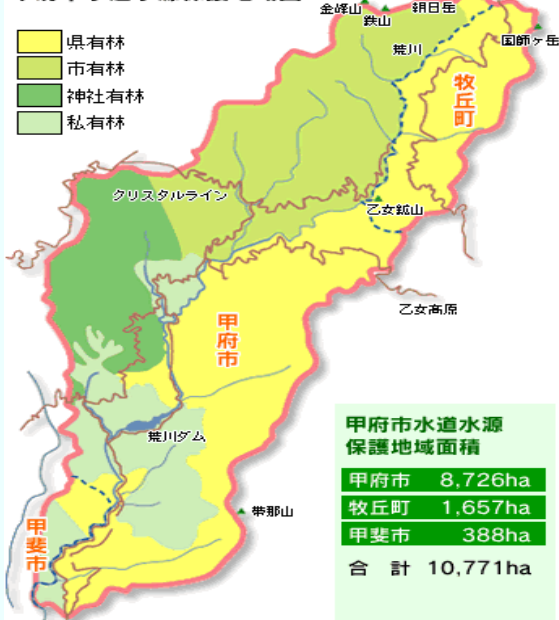 金峰山
鉄山
朝日岳
国師ヶ岳
荒川
県有林
市有林
神社有林
私有林
牧丘町
クリスタルライン
乙女鉱山
乙女高原
甲府市
荒川ダム
帯那山
甲斐市
甲府市水道水源
保護地域面積
甲府市 8,726ha
牧丘町 1,657ha
甲斐市 388ha
合 計 10,771ha